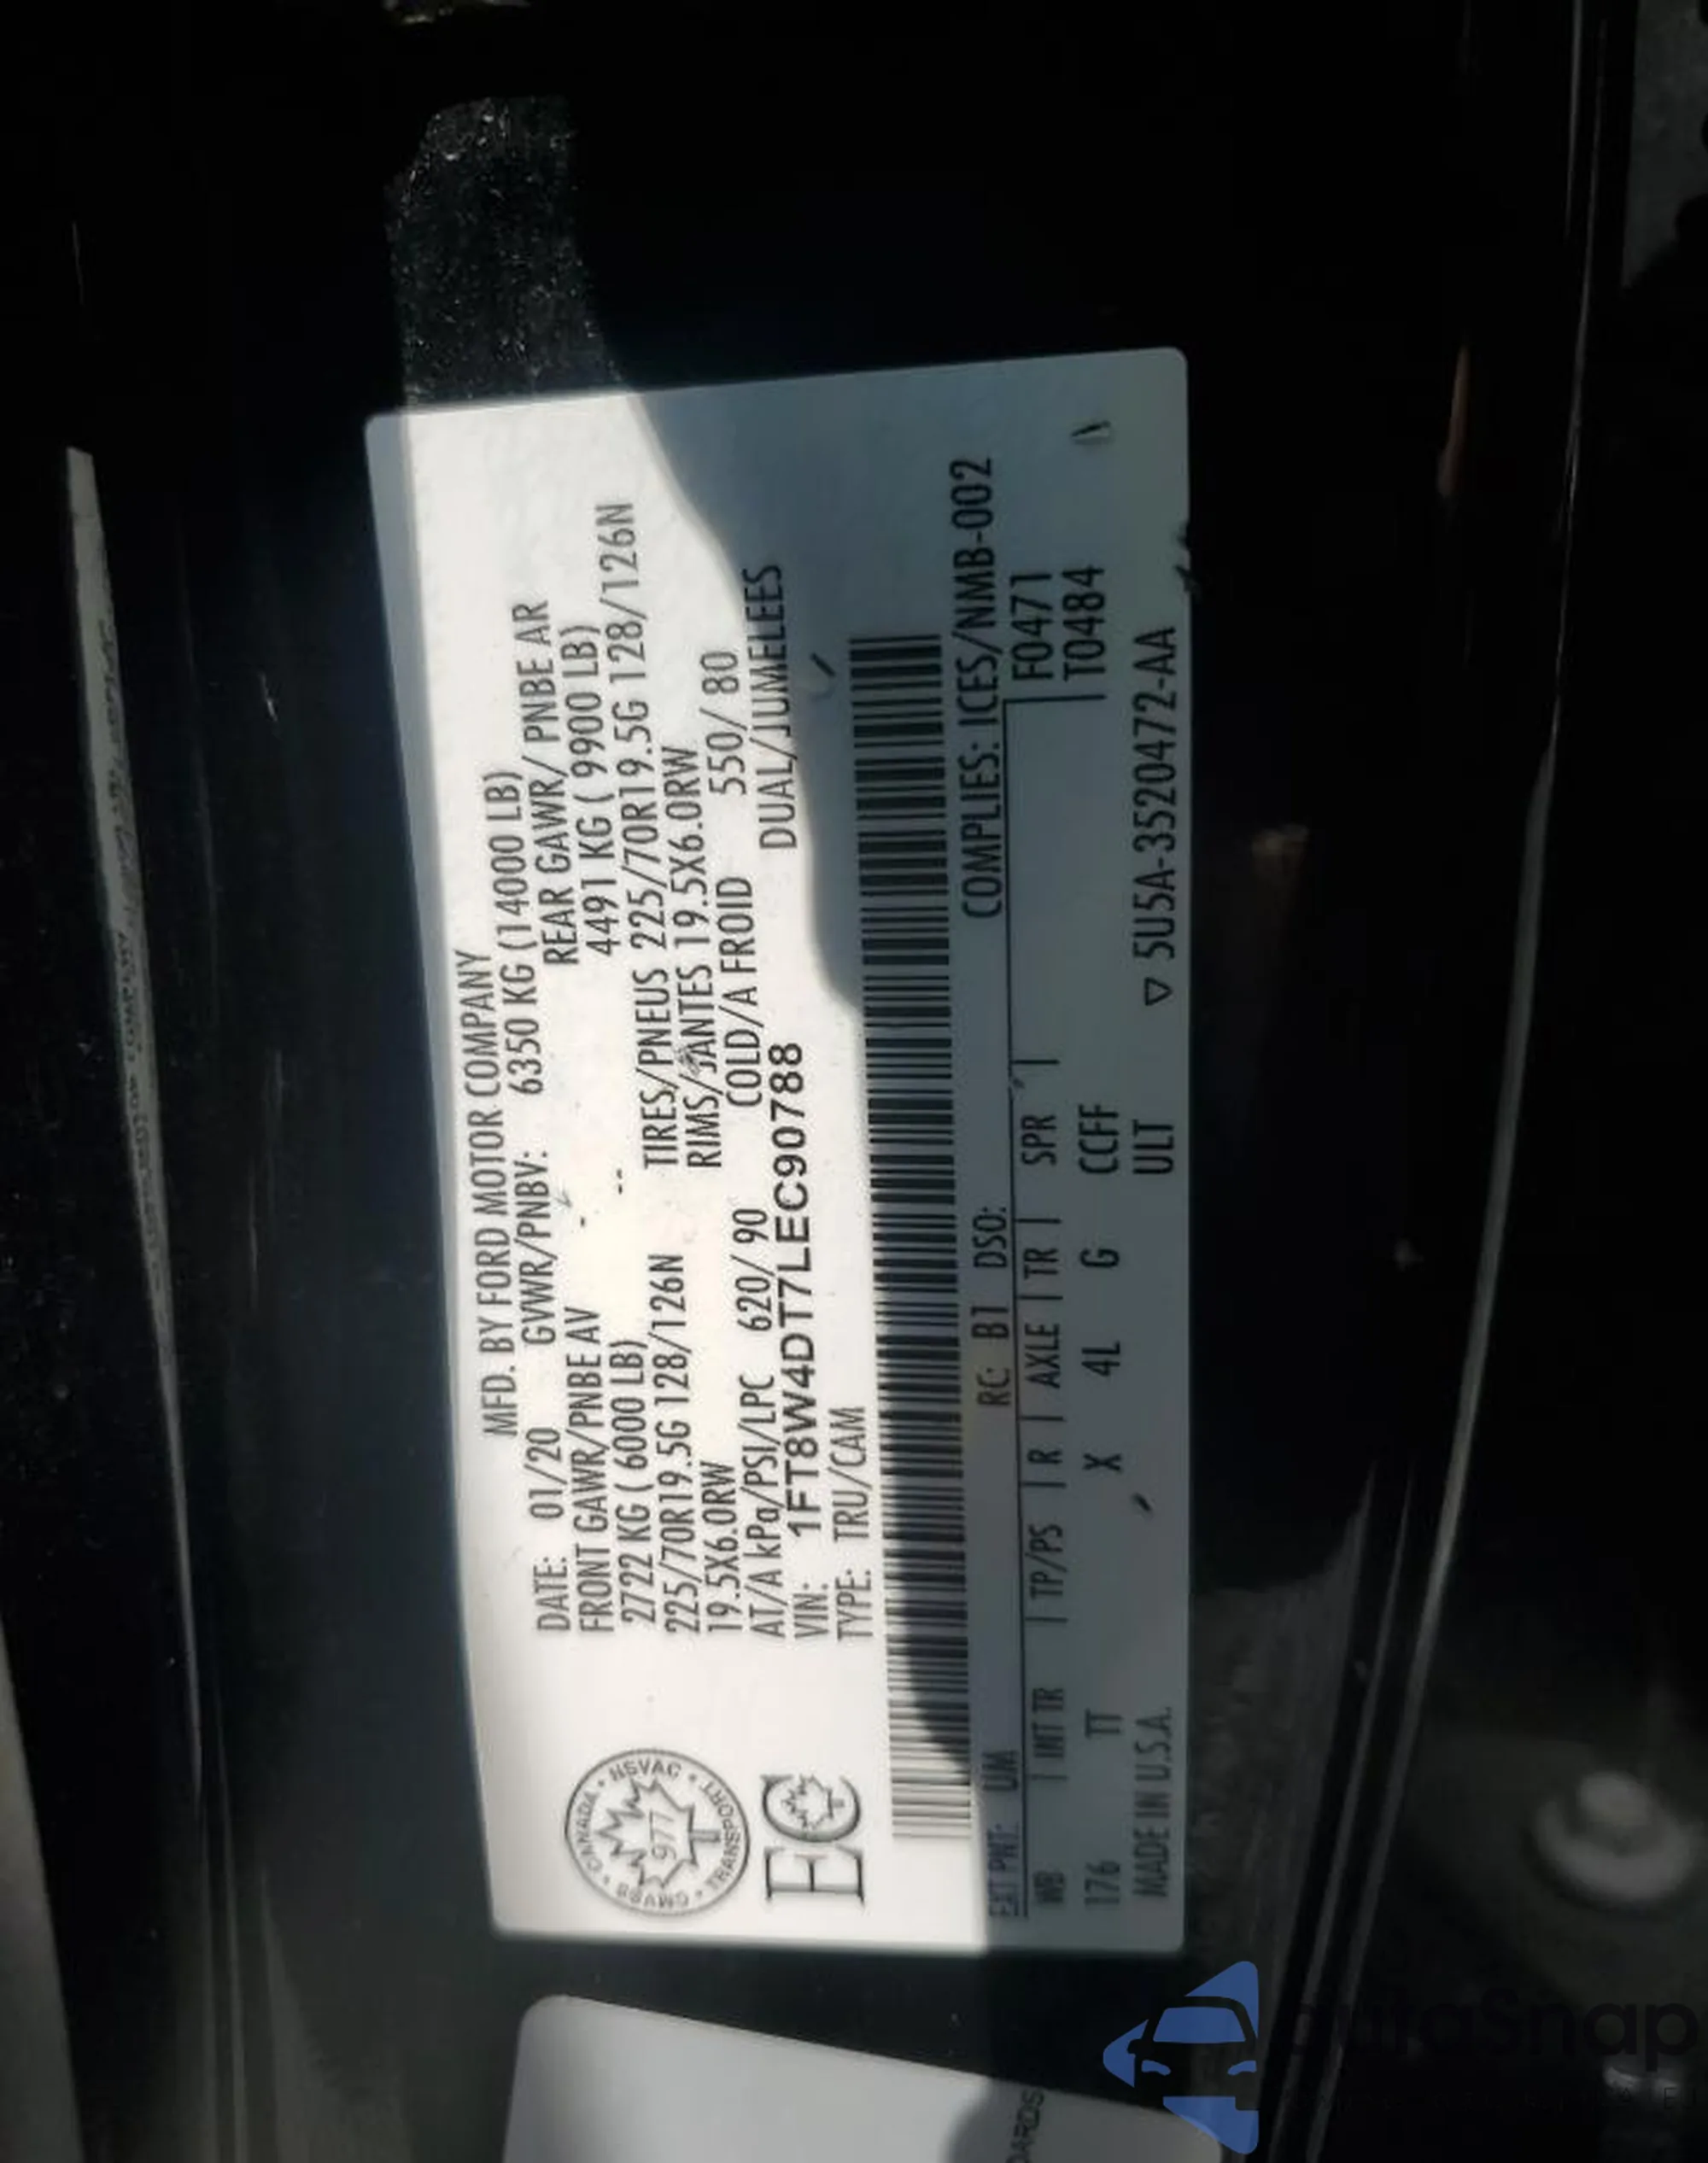 MFD. BY FORD MOTOR COMPANY
DATE: 01/20 GVWR/PNBV: 6350 KG (14000 LB)
FRONT GAWR/PNBE AV REAR GAWR/ PNBE AR
2722 KG ( 6000 LB) 4491 KG ( 9900 LB)
225/70R19.5G 128/126N TIRES/PNEUS 225/70R19.5G 128/126N
19.5X6.0RW RIMS/JANTES 19.5X6.0RW
AT/A kPa/PSI/LPC 620/ 90 COLD/A FROID 550/ 80
VIN: 1FT8W4DT7LEC90788 DUAL/JUMELEES
TYPE: TRU/CAM
CANADA • NSVAC • TRANSPORT • CMVSS
977
EC
COMPLIES: ICES/NMB-002
EXT PNT: UM RC: B1 DSO:
WB | INT TR | TP/PS | R | AXLE | TR | SPR | F0471
176 TT X 4L G CCFF | T0484
MADE IN U.S.A. ULT ▽ 5U5A-3520472-AA
autoSnap